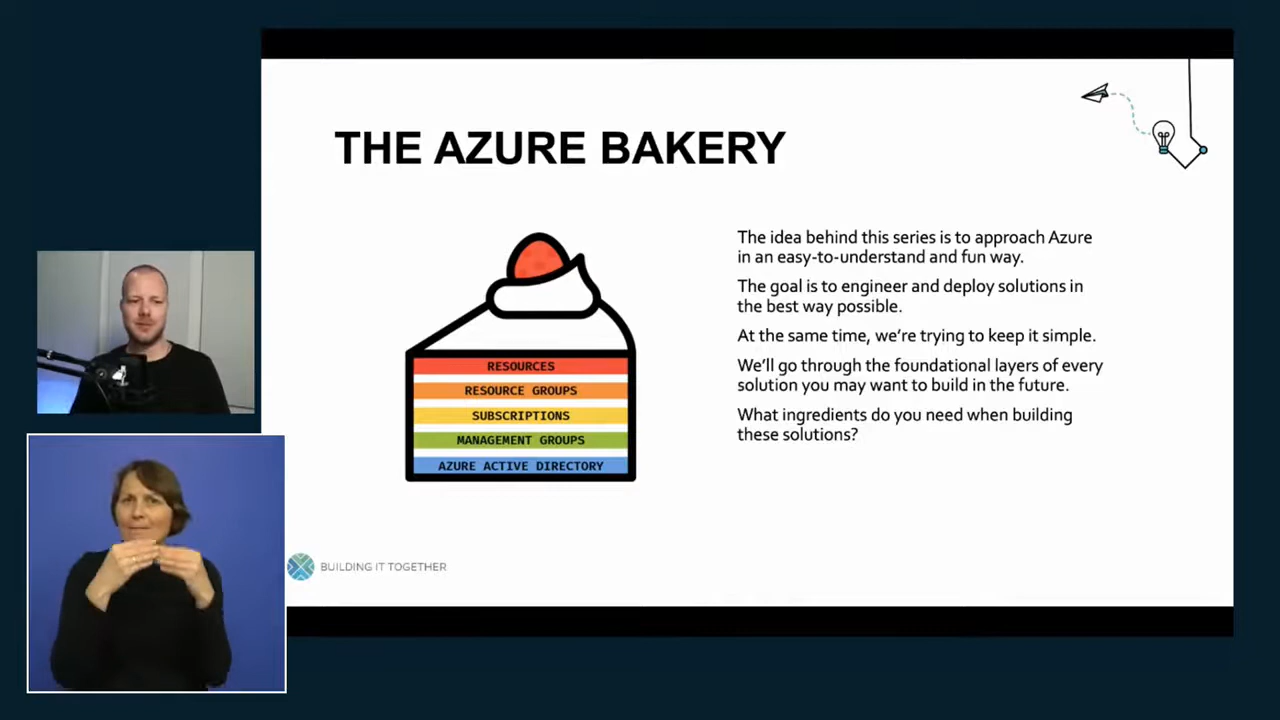 THE AZURE BAKERY
RESOURCES
RESOURCE GROUPS
SUBSCRIPTIONS
MANAGEMENT GROUPS
AZURE ACTIVE DIRECTORY
The idea behind this series is to approach Azure
in an easy-to-understand and fun way.
The goal is to engineer and deploy solutions in
the best way possible.
At the same time, we're trying to keep it simple.
We'll go through the foundational layers of every
solution you may want to build in the future.
What ingredients do you need when building
these solutions?
BUILDING IT TOGETHER